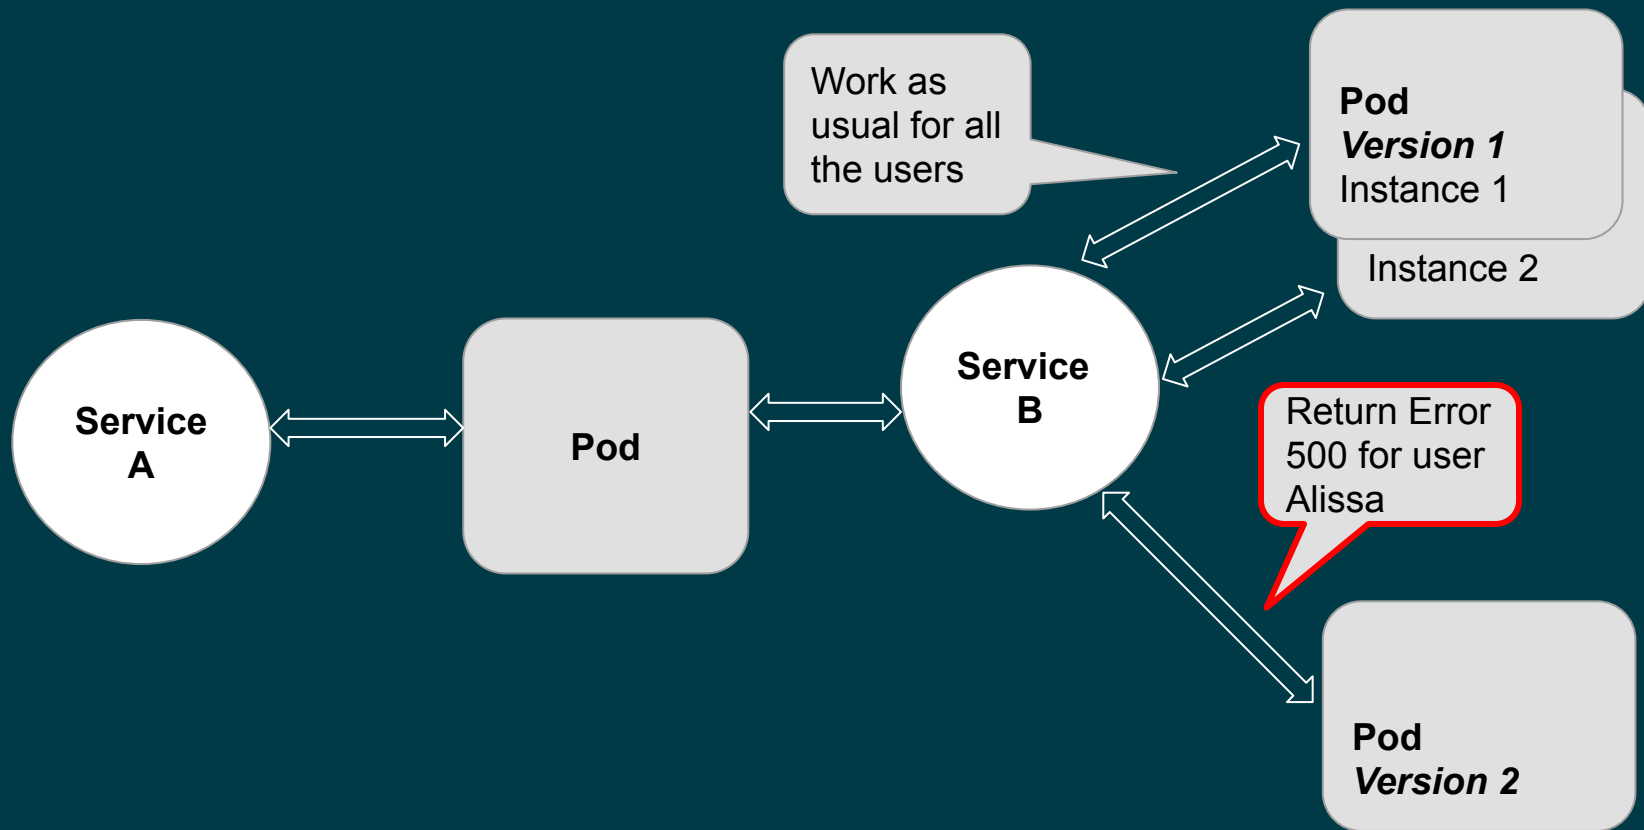 Work as
usual for all
the users
Pod
Version 1
Instance 1
Instance 2
Service
A
Pod
Service
B
Return Error
500 for user
Alissa
Pod
Version 2